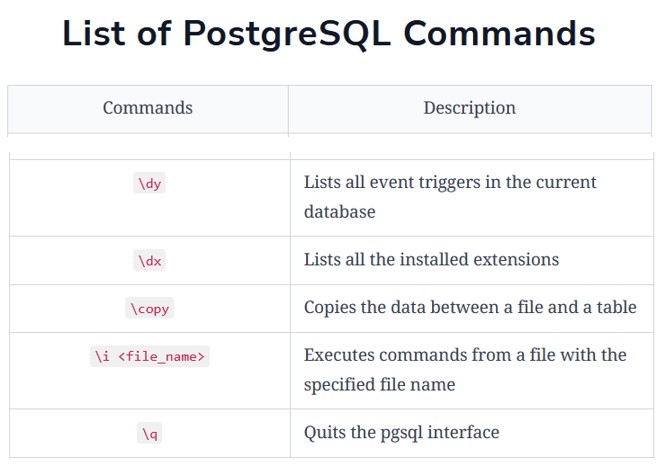 List of PostgreSQL Commands
Commands
Description
\dy
Lists all event triggers in the current
database
\dx
Lists all the installed extensions
\copy
Copies the data between a file and a table
\i <file_name>
Executes commands from a file with the
specified file name
\q
Quits the pgsql interface